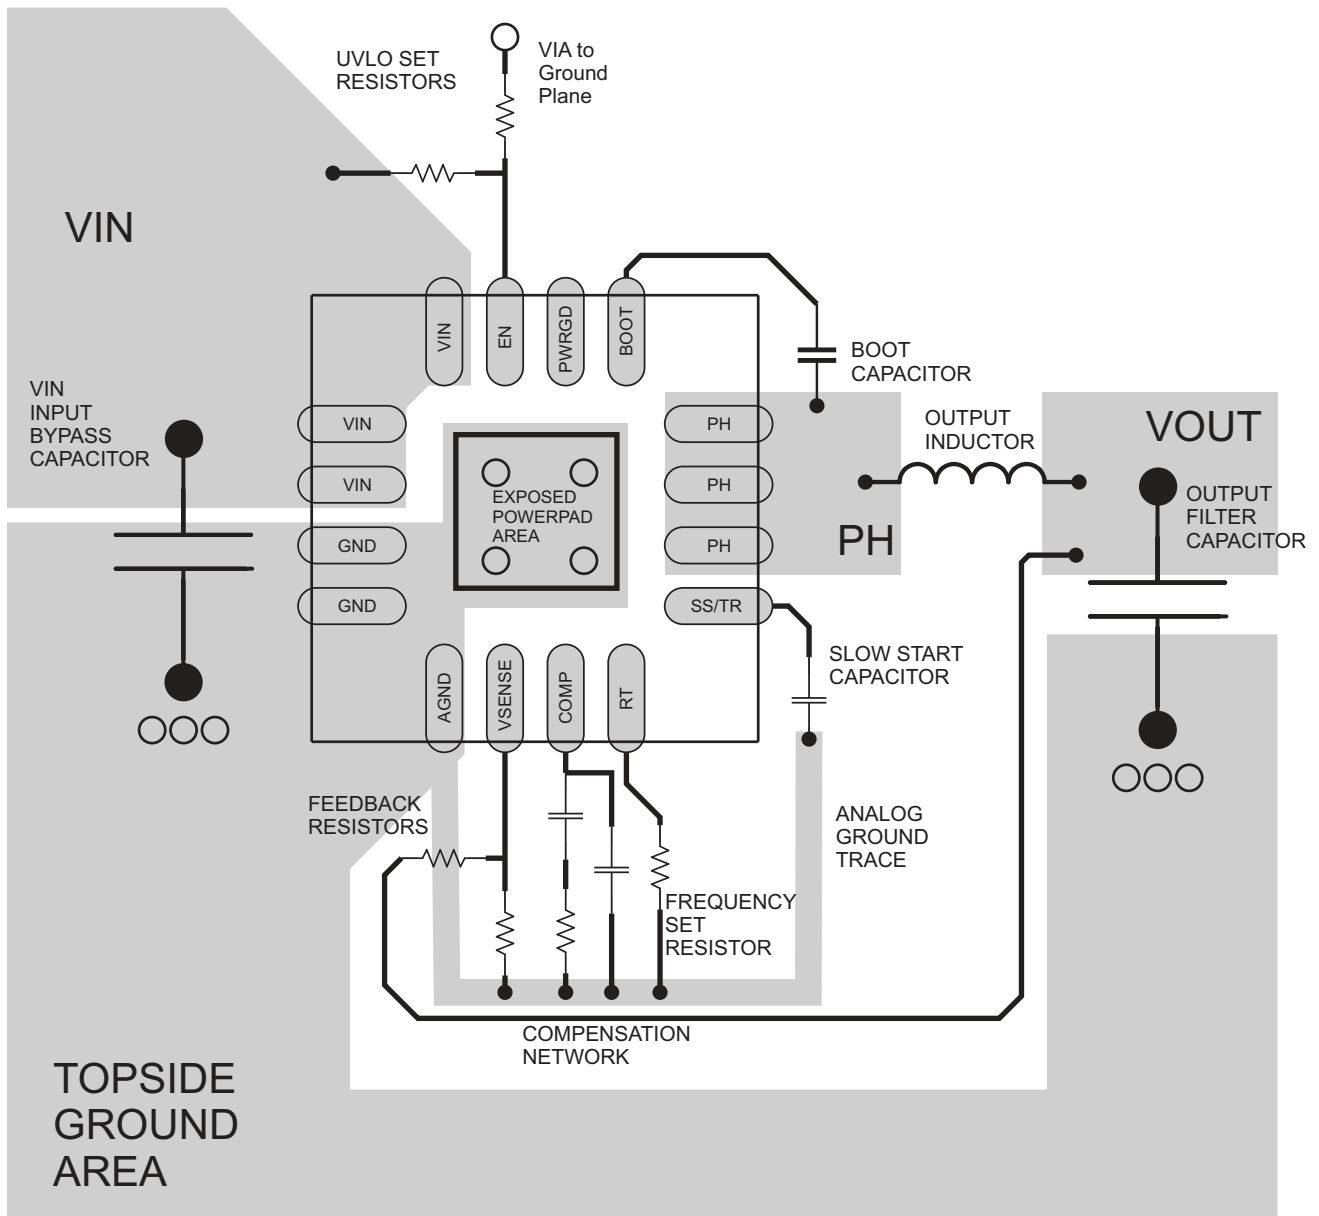 UVLO SET
RESISTORS
VIA to
Ground
Plane
VIN
VIN
EN
PWRGD
BOOT
BOOT
CAPACITOR
VIN
INPUT
BYPASS
CAPACITOR
VIN
VIN
GND
GND
EXPOSED
POWERPAD
AREA
PH
PH
PH
SS/TR
OUTPUT
INDUCTOR
PH
VOUT
OUTPUT
FILTER
CAPACITOR
AGND
VSENSE
COMP
RT
SLOW START
CAPACITOR
FEEDBACK
RESISTORS
ANALOG
GROUND
TRACE
FREQUENCY
SET
RESISTOR
COMPENSATION
NETWORK
TOPSIDE
GROUND
AREA